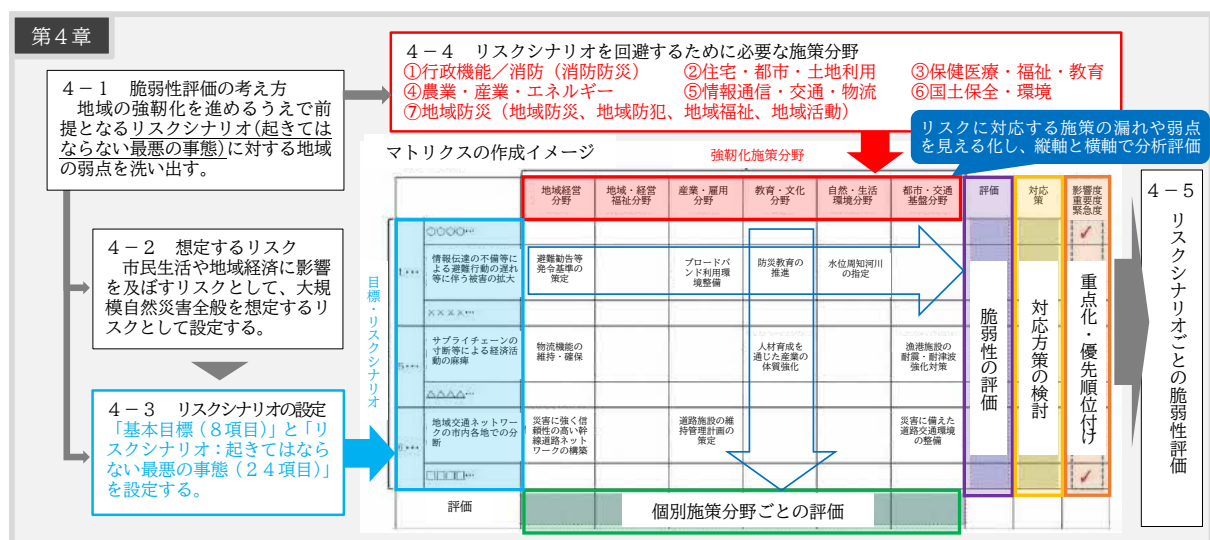 第4章
4－1 脆弱性評価の考え方
地域の強靭化を進めるうえで前
提となるリスクシナリオ（起きては
ならない最悪の事態）に対する地域
の弱点を洗い出す。
4－2 想定するリスク
市民生活や地域経済に影響
を及ぼすリスクとして、大規
模自然災害全般を想定するリ
スクとして設定する。
4－3 リスクシナリオの設定
「基本目標（8項目）」と「リ
スクシナリオ：起きてはなら
ない最悪の事態（24項目）」
を設定する。
4－4 リスクシナリオを回避するために必要な施策分野
①行政機能／消防（消防防災） ②住宅・都市・土地利用 ③保健医療・福祉・教育
④農業・産業・エネルギー ⑤情報通信・交通・物流 ⑥国土保全・環境
⑦地域防災（地域防災、地域防犯、地域福祉、地域活動）
リスクに対応する施策の漏れや弱点
を見える化し、縦軸と横軸で分析評価
マトリクスの作成イメージ
強靭化施策分野
目標・リスクシナリオ
地域経営
分野
地域・経営
福祉分野
産業・雇用
分野
教育・文化
分野
自然・生活
環境分野
都市・交通
基盤分野
評価
対応
策
影響度
重要度
緊急度
○○○○…
✓
1.…
情報伝達の不備等に
よる避難行動の遅れ
等に伴う被害の拡大
避難勧告等
発令基準の
策定
ブロードバ
ンド利用環
境整備
防災教育の
推進
水位周知河川
の指定
××××…
5.…
サプライチェーンの
寸断等による経済活
動の麻痺
物流機能の
維持・確保
人材育成を
通じた産業の
体質強化
漁港施設の
耐震・耐津波
強化対策
△△△△…
6.…
地域交通ネットワー
クの市内各地での分
断
災害に強く信
頼性の高い幹
線道路ネット
ワークの構築
道路施設の維
持管理計画の
策定
災害に備えた
道路交通環境
の整備
□□□□…
✓
評価
個別施策分野ごとの評価
脆弱性の評価
対応方策の検討
重点化・優先順位付け
4－5
リスクシナリオごとの脆弱性評価